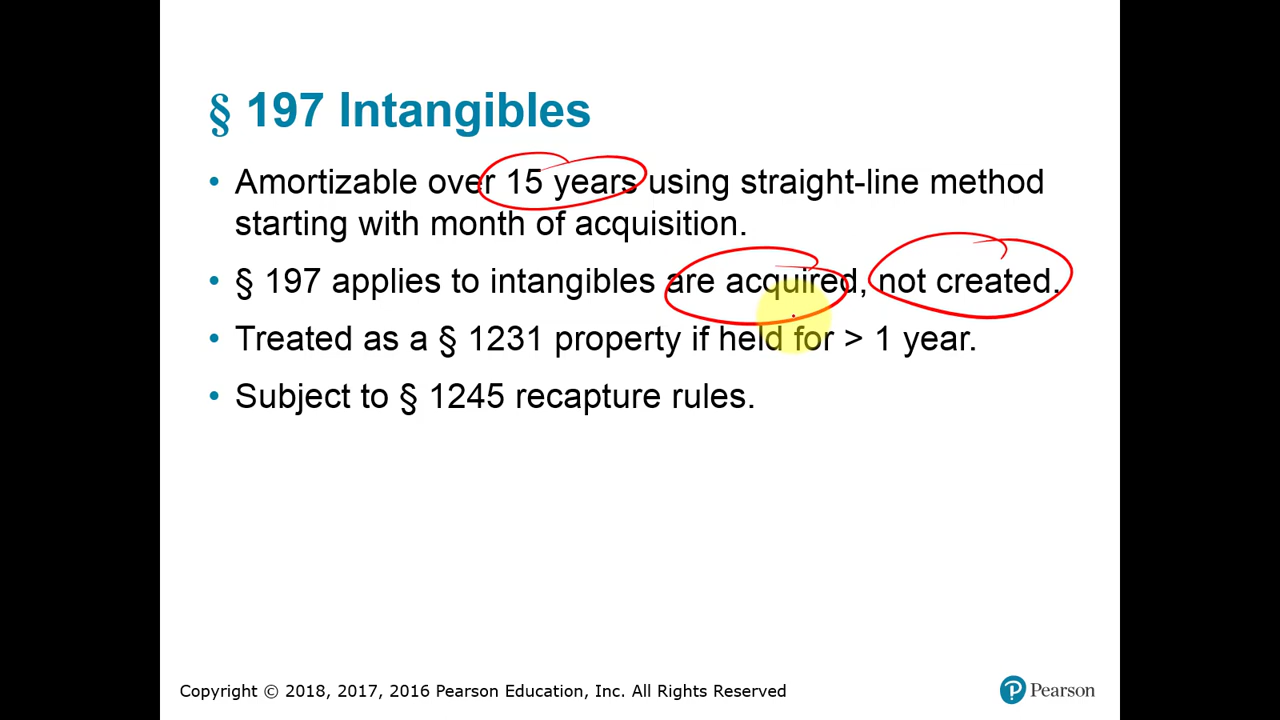 § 197 Intangibles
• Amortizable over 15 years using straight-line method
starting with month of acquisition.
• § 197 applies to intangibles are acquired, not created.
• Treated as a § 1231 property if held for > 1 year.
• Subject to § 1245 recapture rules.
Copyright © 2018, 2017, 2016 Pearson Education, Inc. All Rights Reserved
P Pearson